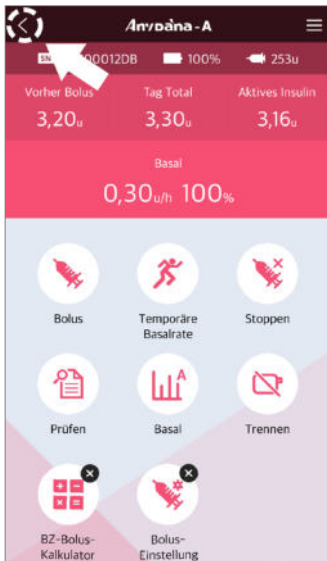 AnyDana-A
SN 00012DB 100% 253u
Vorher Bolus Tag Total Aktives Insulin
3,20u 3,30u 3,16u
Basal
0,30u/h 100%
Bolus Temporäre Basalrate Stoppen
Prüfen Basal Trennen
BZ-Bolus-Kalkulator Bolus-Einstellung